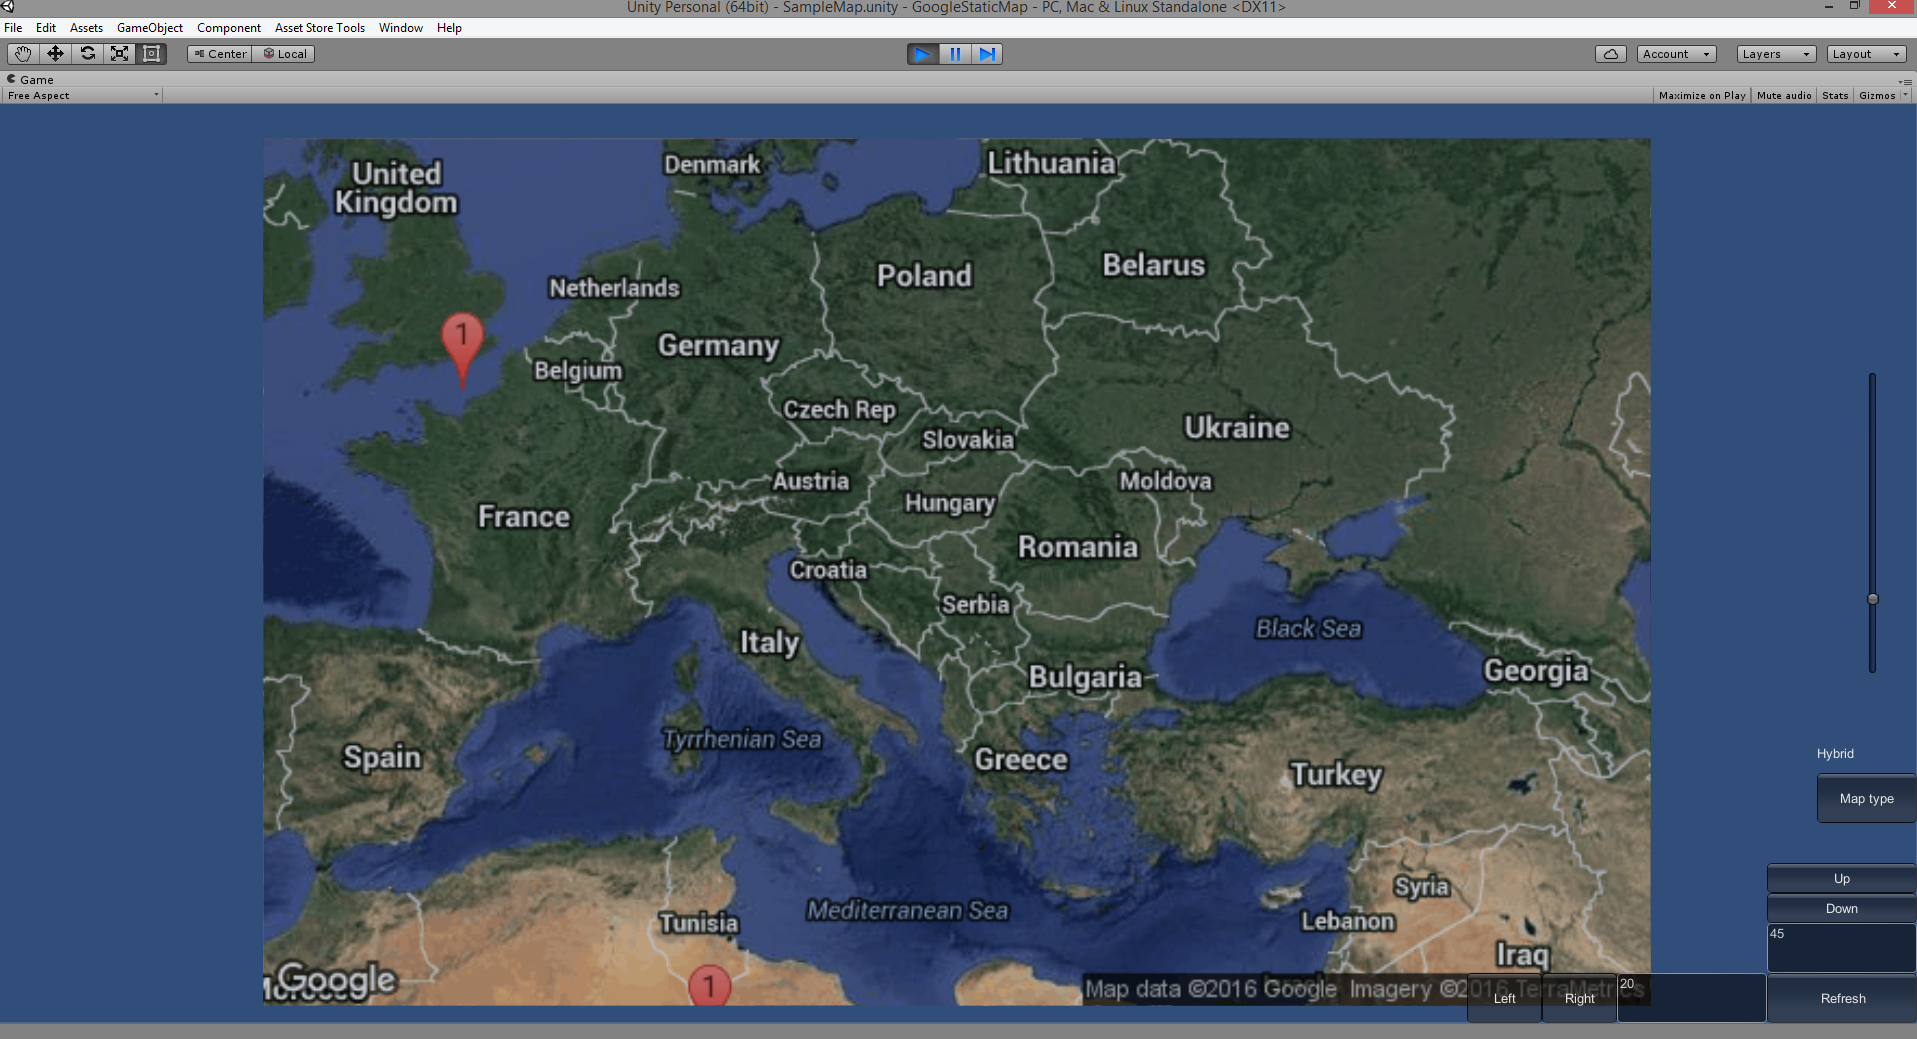 Unity Personal (64bit) - SampleMap.unity - GoogleStaticMap - PC, Mac & Linux Standalone <DX11>
File Edit Assets GameObject Component Asset Store Tools Window Help
Center Local Account Layers Layout
Game
Free Aspect Maximize on Play Mute audio Stats Gizmos
United
Kingdom
Denmark
Lithuania
Belarus
Poland
Netherlands
1
Germany
Belgium
Czech Rep
Ukraine
Slovakia
Austria
Moldova
Hungary
France
Romania
Croatia
Serbia
Black Sea
Italy
Georgia
Bulgaria
Tyrrhenian Sea
Spain
Greece
Turkey
Hybrid
Map type
Up
Syria
Mediterranean Sea
Down
Tunisia
Lebanon
45
Iraq
Google
1
Map data ©2016 Google Imagery ©2016 TerraMetrics
Left
Right
20
Refresh